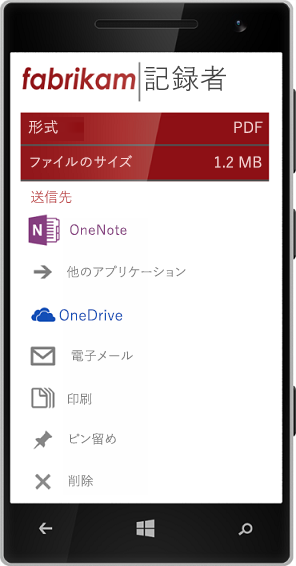 fabrikam 記録者
形式 PDF
ファイルのサイズ 1.2 MB
送信先
N OneNote
他のアプリケーション
OneDrive
電子メール
印刷
ピン留め
削除